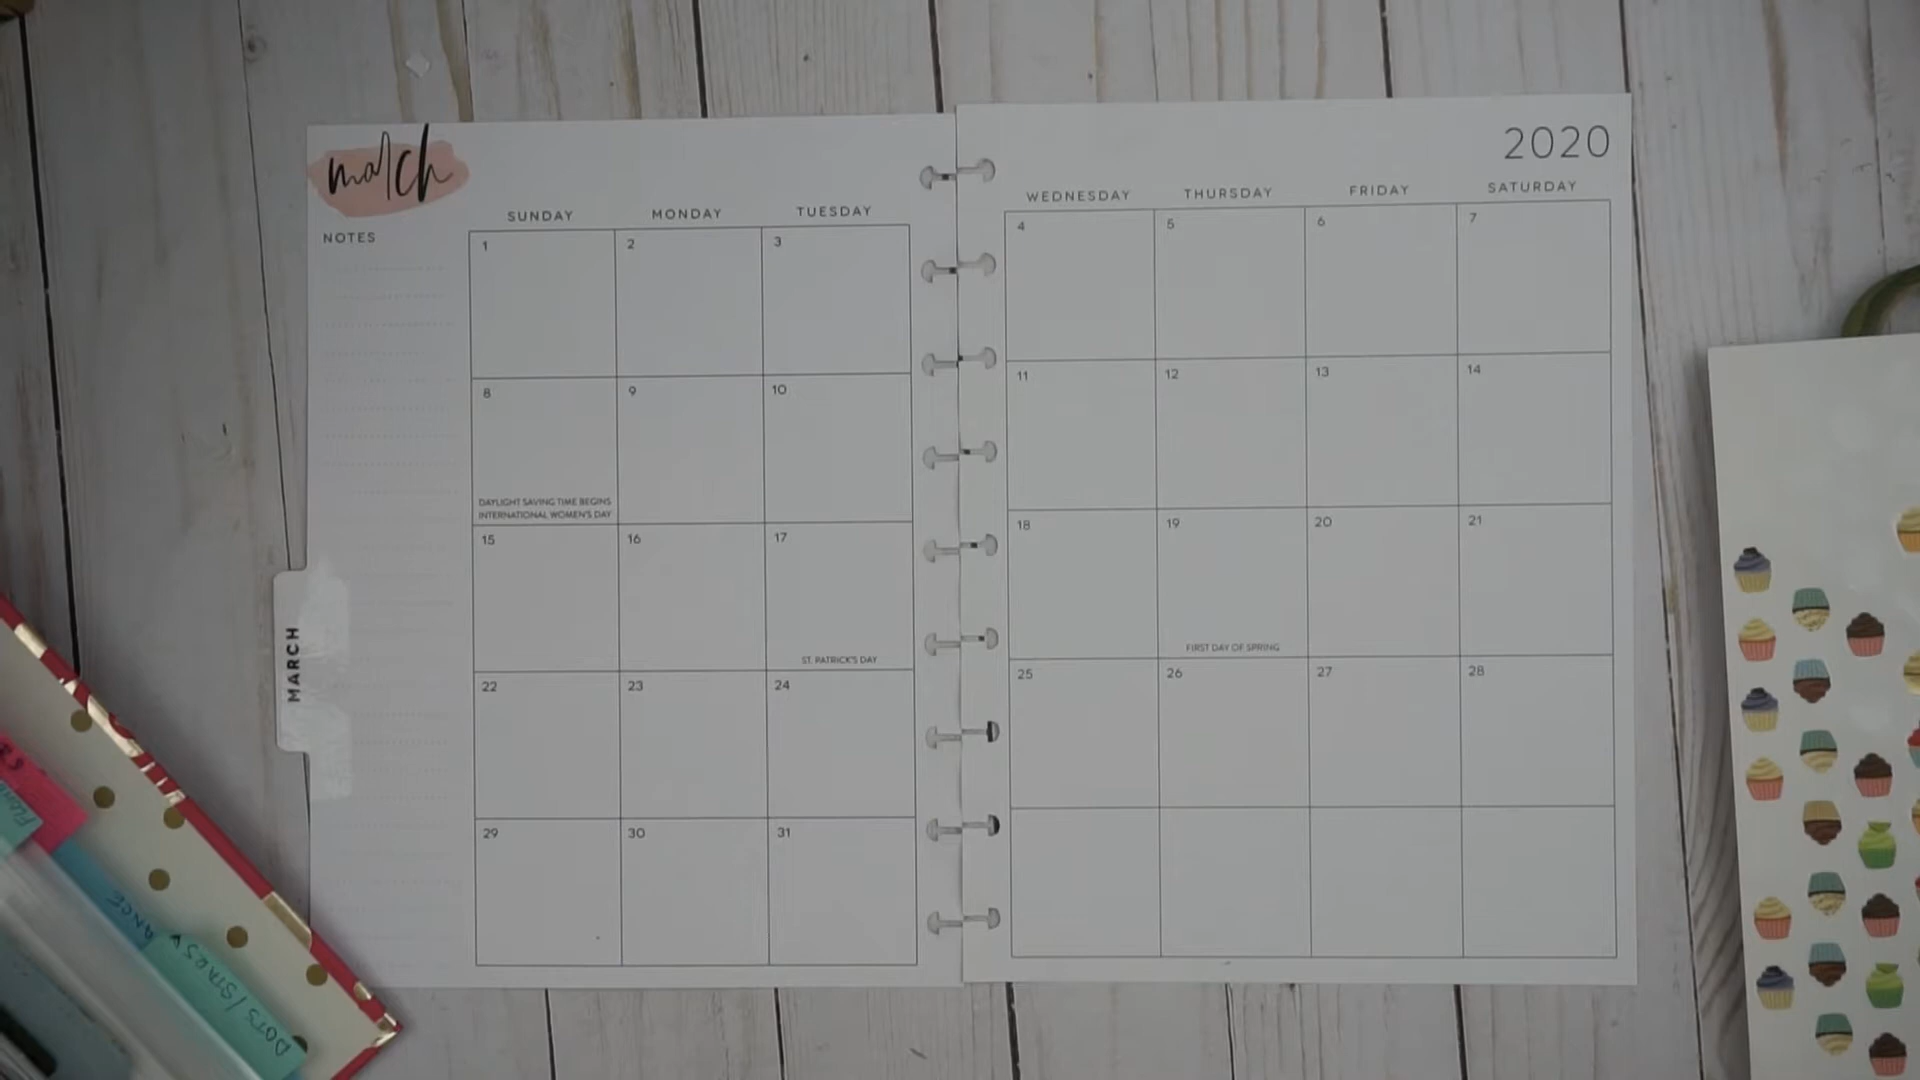 march
2020
NOTES
SUNDAY MONDAY TUESDAY WEDNESDAY THURSDAY FRIDAY SATURDAY
1 2 3 4 5 6 7
8 9 10 11 12 13 14
DAYLIGHT SAVING TIME BEGINS
INTERNATIONAL WOMEN'S DAY
15 16 17 18 19 20 21
ST. PATRICK'S DAY
FIRST DAY OF SPRING
22 23 24 25 26 27 28
29 30 31
MARCH
DOTS/STARS